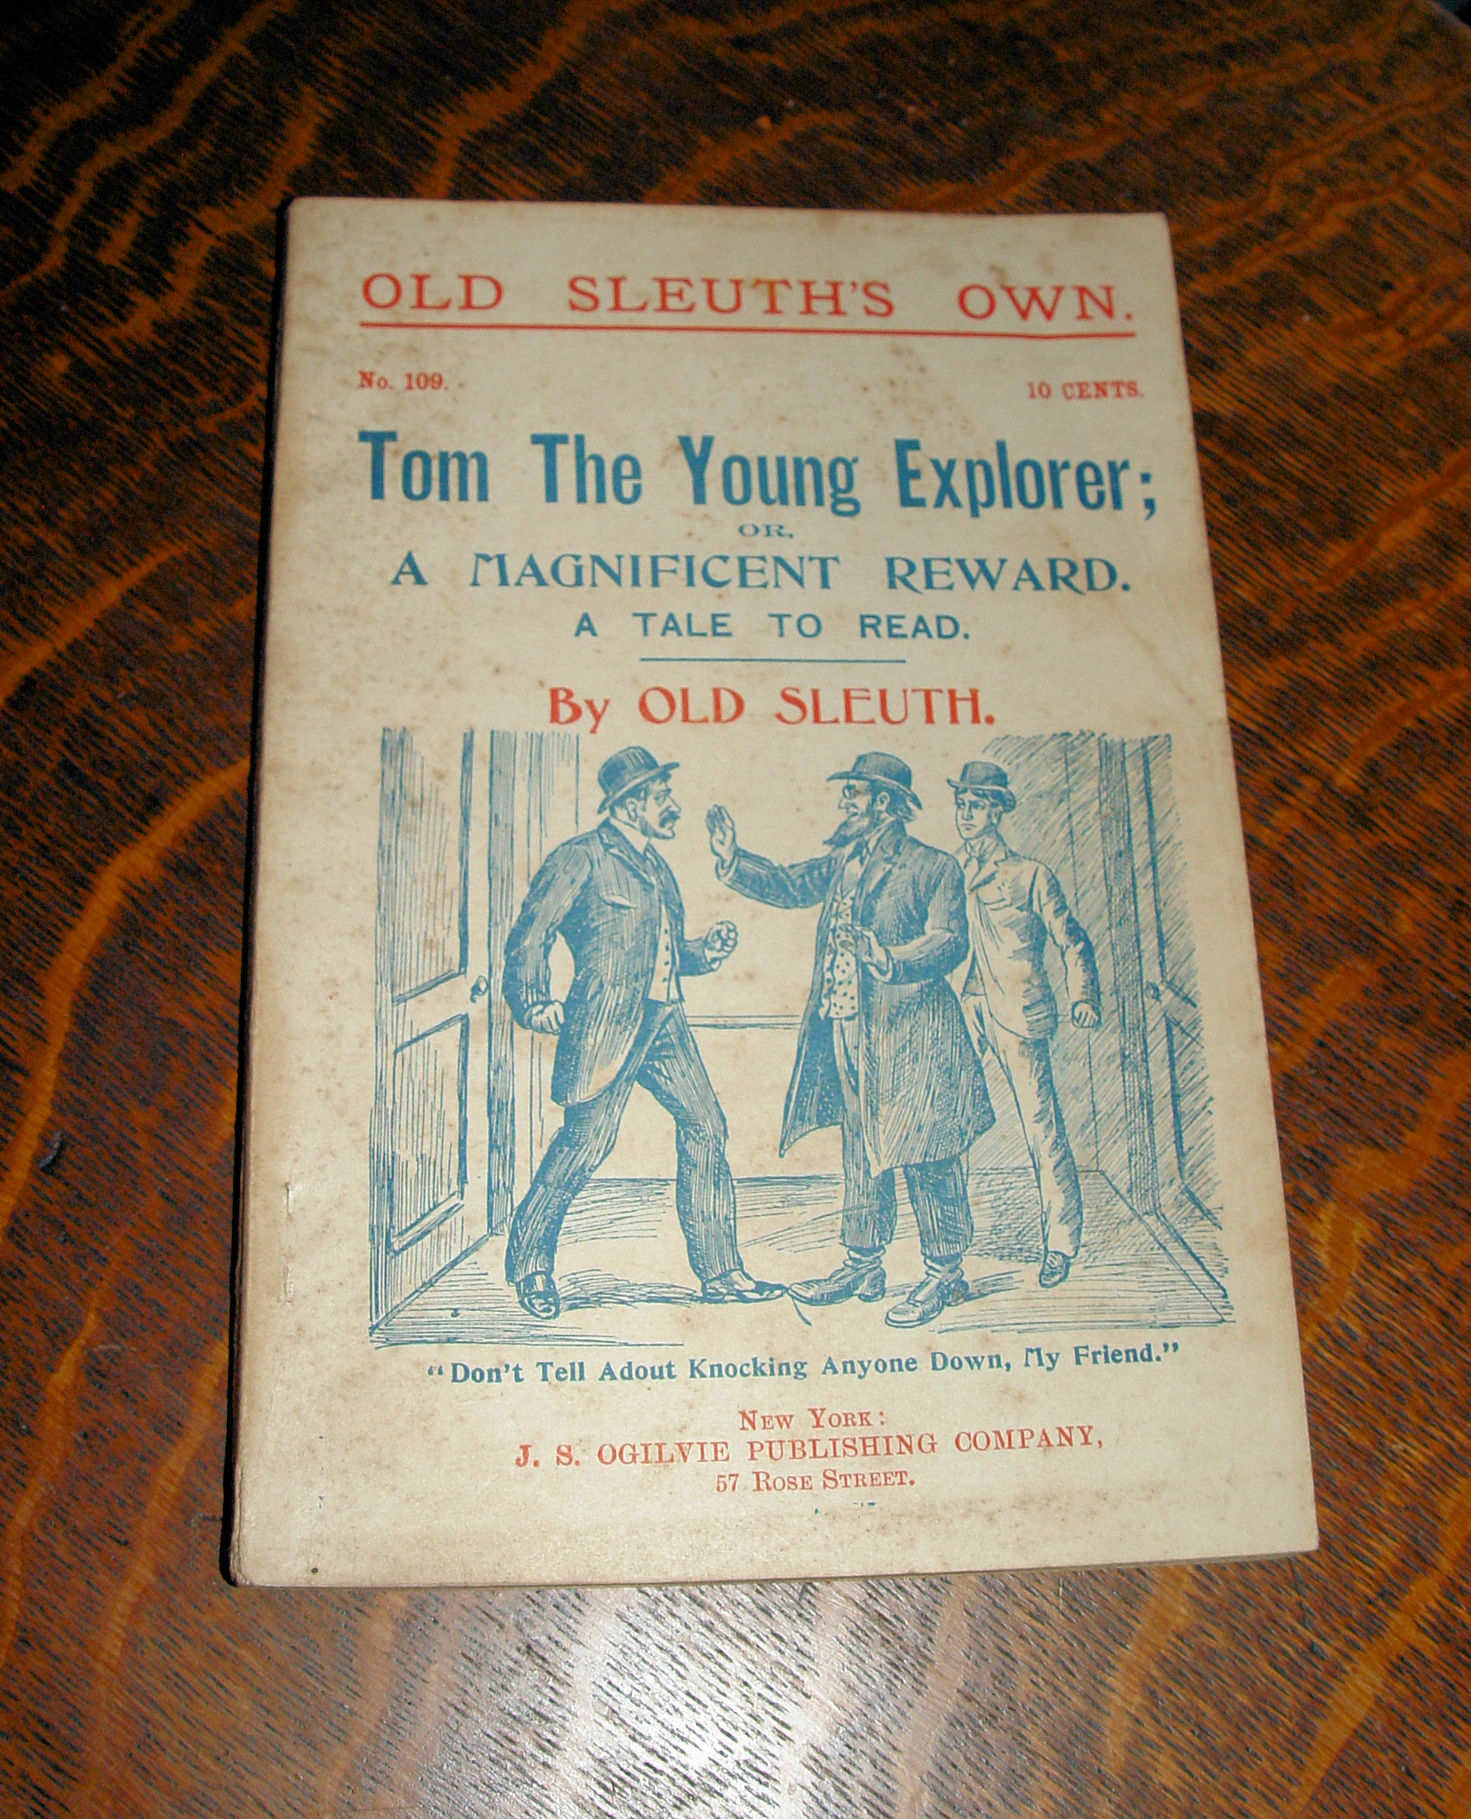 OLD SLEUTH'S OWN.
No. 109.
10 CENTS.
Tom The Young Explorer;
OR,
A MAGNIFICENT REWARD.
A TALE TO READ.
By OLD SLEUTH.
"Don't Tell Adout Knocking Anyone Down, My Friend."
NEW YORK:
J. S. OGILVIE PUBLISHING COMPANY,
57 ROSE STREET.